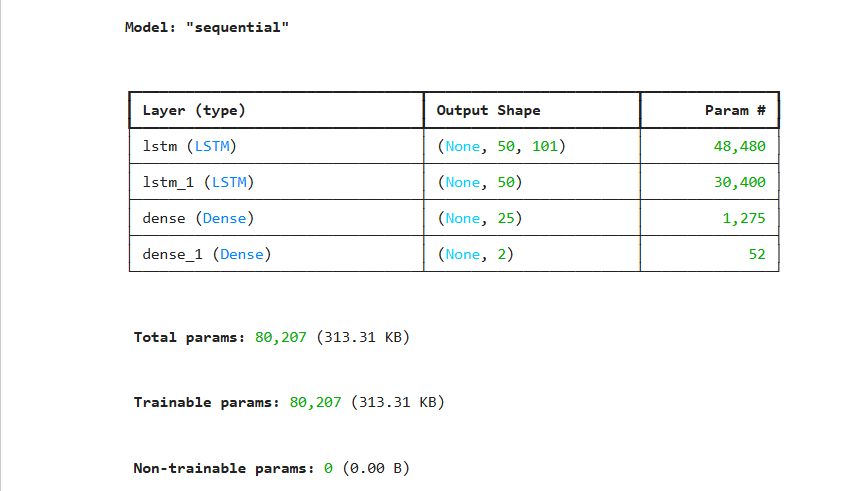 Model: "sequential"
Layer (type) Output Shape Param #
lstm (LSTM) (None, 50, 101) 48,480
lstm_1 (LSTM) (None, 50) 30,400
dense (Dense) (None, 25) 1,275
dense_1 (Dense) (None, 2) 52
Total params: 80,207 (313.31 KB)
Trainable params: 80,207 (313.31 KB)
Non-trainable params: 0 (0.00 B)